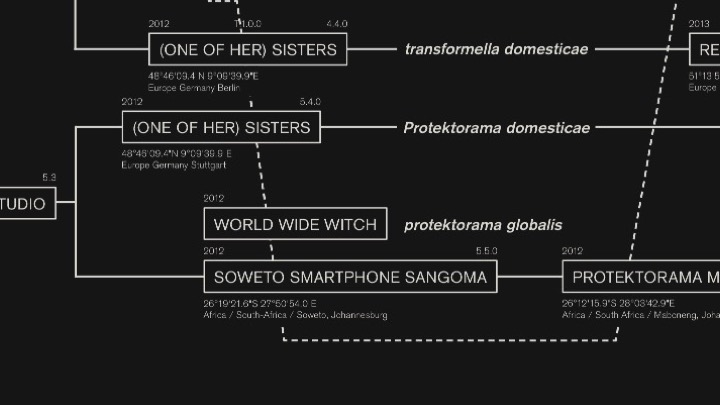 2012 T1.0.0 4.4.0 2013
(ONE OF HER) SISTERS transformella domesticae RE
48°46'09.4 N 9°09'39.9"E 51°13 5
Europe Germany Berlin Europe
2012 5.4.0
(ONE OF HER) SISTERS Protektorama domesticae
48°46'09.4"N 9°09'39.9 E
Europe Germany Stuttgart
5.3 2012
TUDIO WORLD WIDE WITCH protektorama globalis
2012 5.5.0 2012
SOWETO SMARTPHONE SANGOMA PROTEKTORAMA M
26°19'21.6"S 27°50'54.0 E 26°12'15.9"S 28°03'42.9"E
Africa / South-Africa / Soweto, Johannesburg Africa / South Africa / Maboneng, Joha